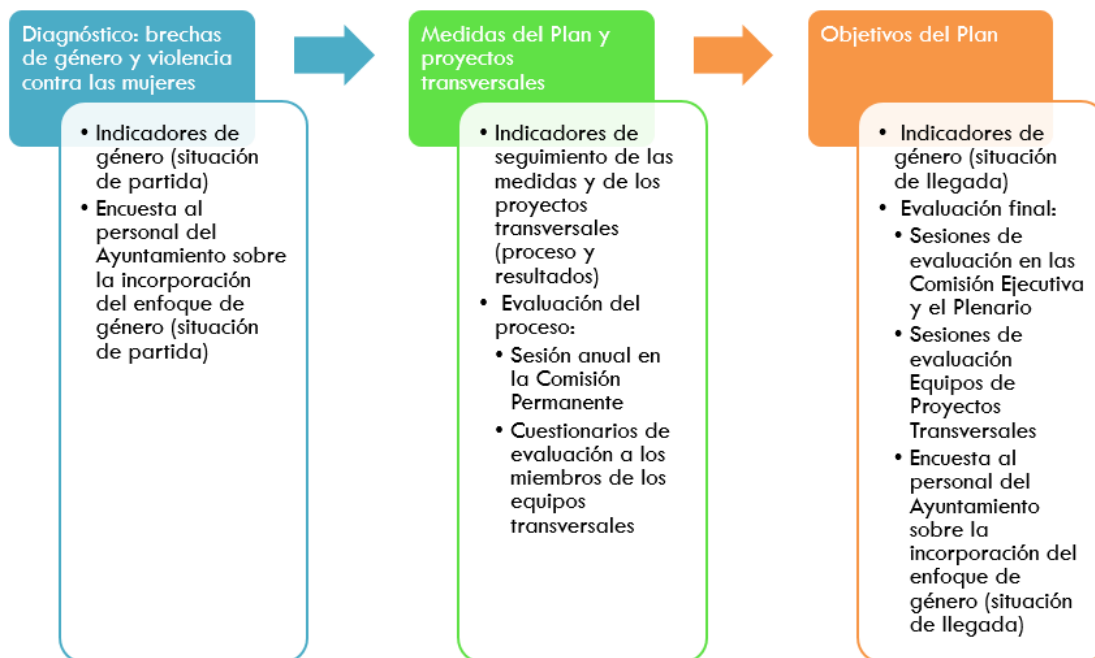 Diagnóstico: brechas
de género y violencia
contra las mujeres
• Indicadores de
género (situación
de partida)
• Encuesta al
personal del
Ayuntamiento sobre
la incorporación
del enfoque de
género (situación
de partida)
Medidas del Plan y
proyectos
transversales
• Indicadores de
seguimiento de las
medidas y de los
proyectos
transversales
(proceso y
resultados)
• Evaluación del
proceso:
• Sesión anual en
la Comisión
Permanente
• Cuestionarios de
evaluación a los
miembros de los
equipos
transversales
Objetivos del Plan
• Indicadores de
género (situación
de llegada)
• Evaluación final:
• Sesiones de
evaluación en las
Comisión Ejecutiva
y el Plenario
• Sesiones de
evaluación
Equipos de
Proyectos
Transversales
• Encuesta al
personal del
Ayuntamiento
sobre la
incorporación del
enfoque de
género (situación
de llegada)